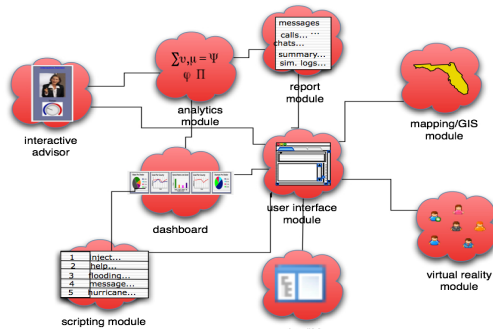 messages
calls... ...
chats...
summary...
sim. logs...
report
module
∑υ,μ = Ψ
φ Π
analytics
module
interactive
advisor
mapping/GIS
module
dashboard
user interface
module
virtual reality
module
1 nject...
2 help...
3 flooding...
4 message...
5 hurricane...
scripting module